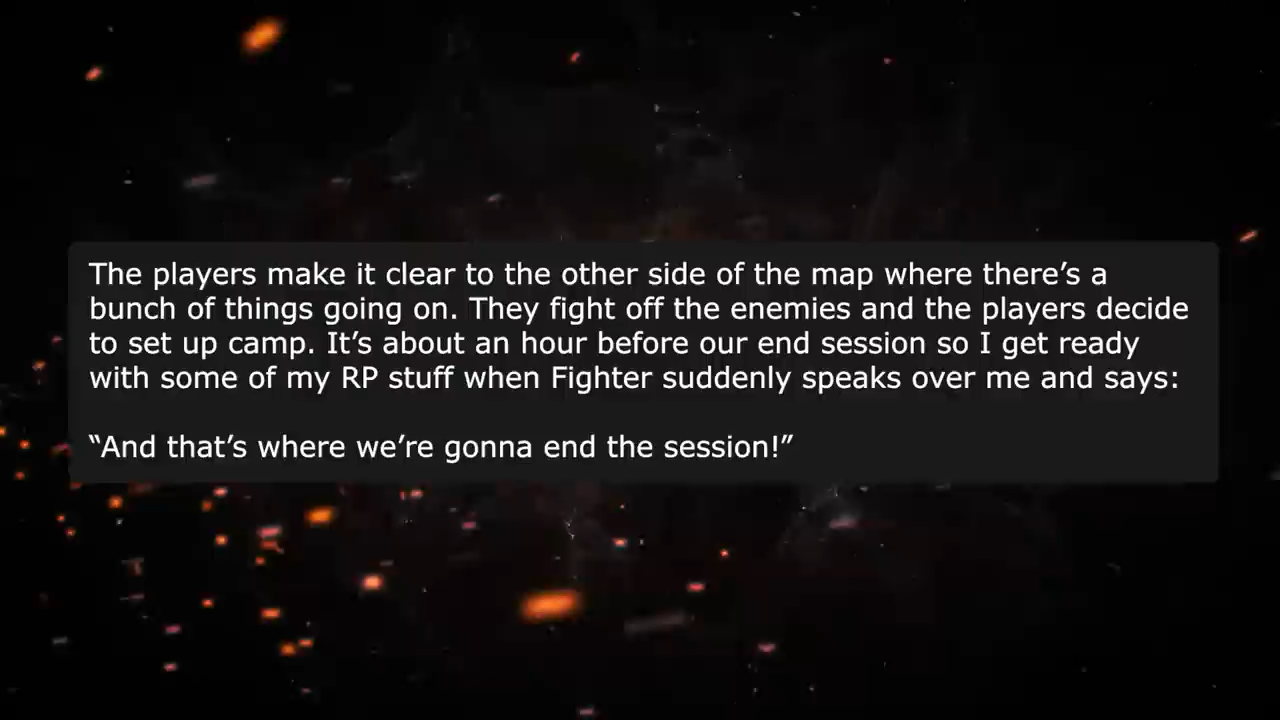 The players make it clear to the other side of the map where there’s a
bunch of things going on. They fight off the enemies and the players decide
to set up camp. It’s about an hour before our end session so I get ready
with some of my RP stuff when Fighter suddenly speaks over me and says:
“And that’s where we’re gonna end the session!”